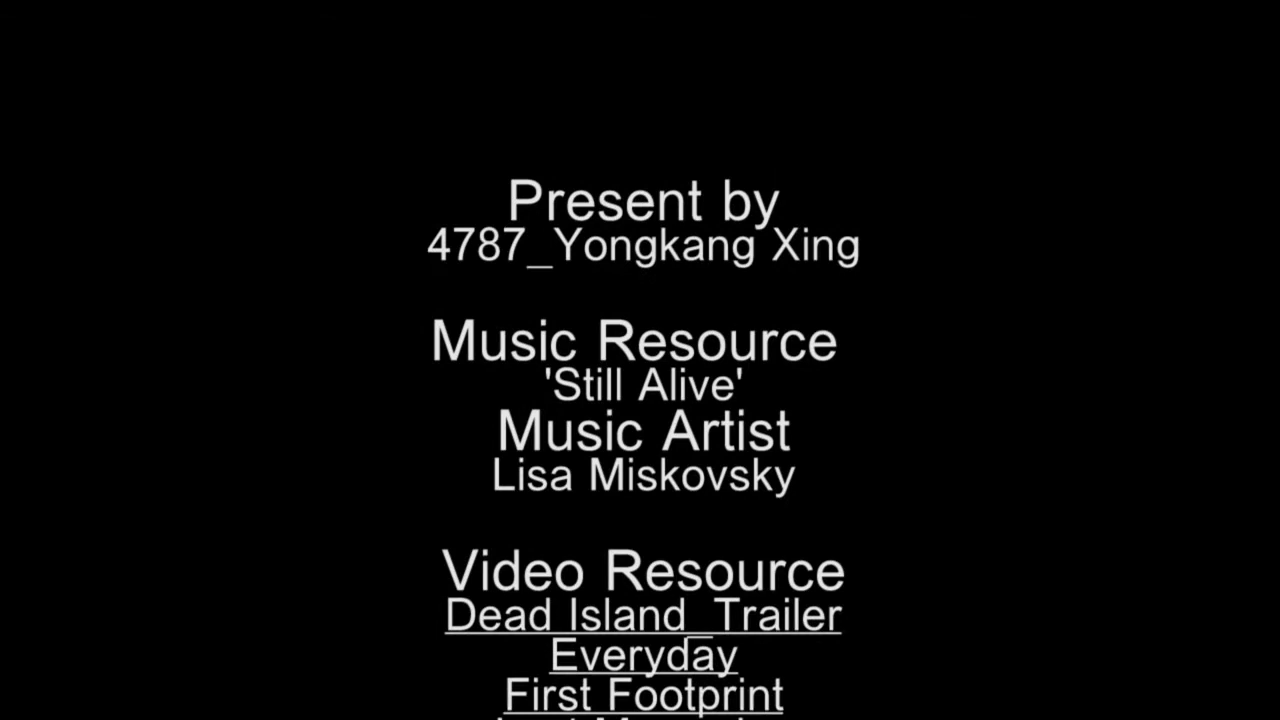 Present by
4787_Yongkang Xing
Music Resource
'Still Alive'
Music Artist
Lisa Miskovsky
Video Resource
Dead Island_Trailer
Everyday
First Footprint